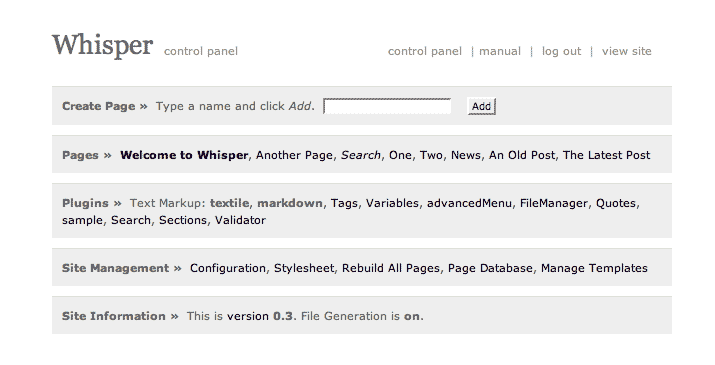 Whisper control panel control panel | manual | log out | view site
Create Page » Type a name and click Add. Add
Pages » Welcome to Whisper, Another Page, Search, One, Two, News, An Old Post, The Latest Post
Plugins » Text Markup: textile, markdown, Tags, Variables, advancedMenu, FileManager, Quotes,
sample, Search, Sections, Validator
Site Management » Configuration, Stylesheet, Rebuild All Pages, Page Database, Manage Templates
Site Information » This is version 0.3. File Generation is on.